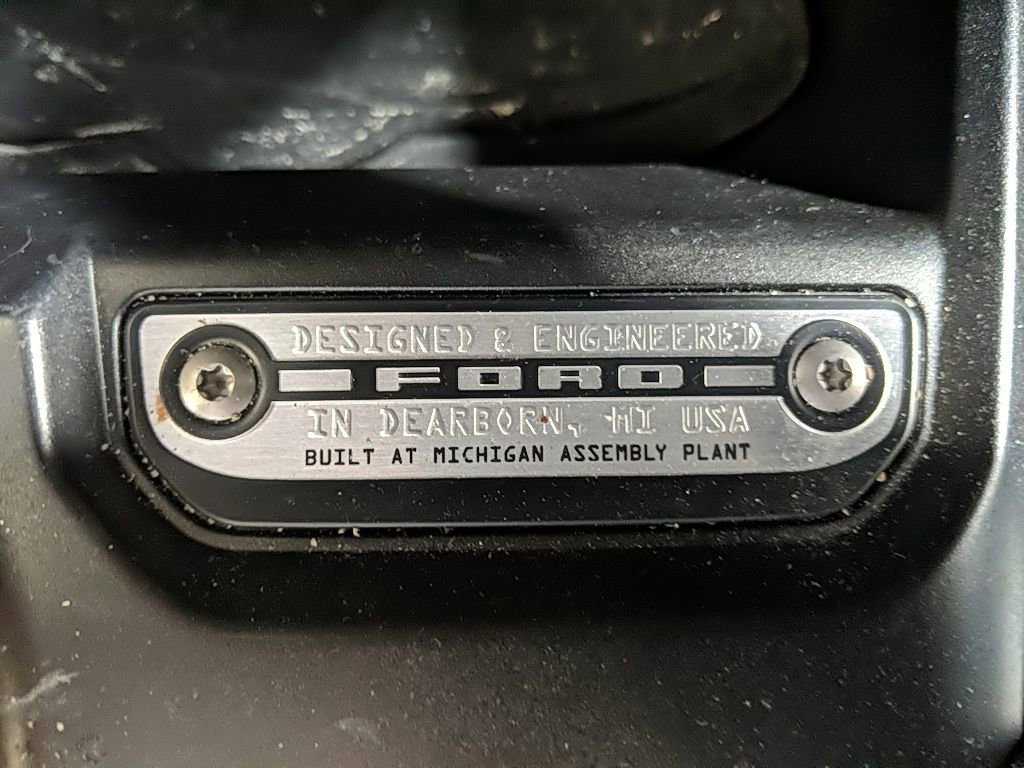 DESIGNED & ENGINEERED.
FORD
IN DEARBORN, MI USA
BUILT AT MICHIGAN ASSEMBLY PLANT